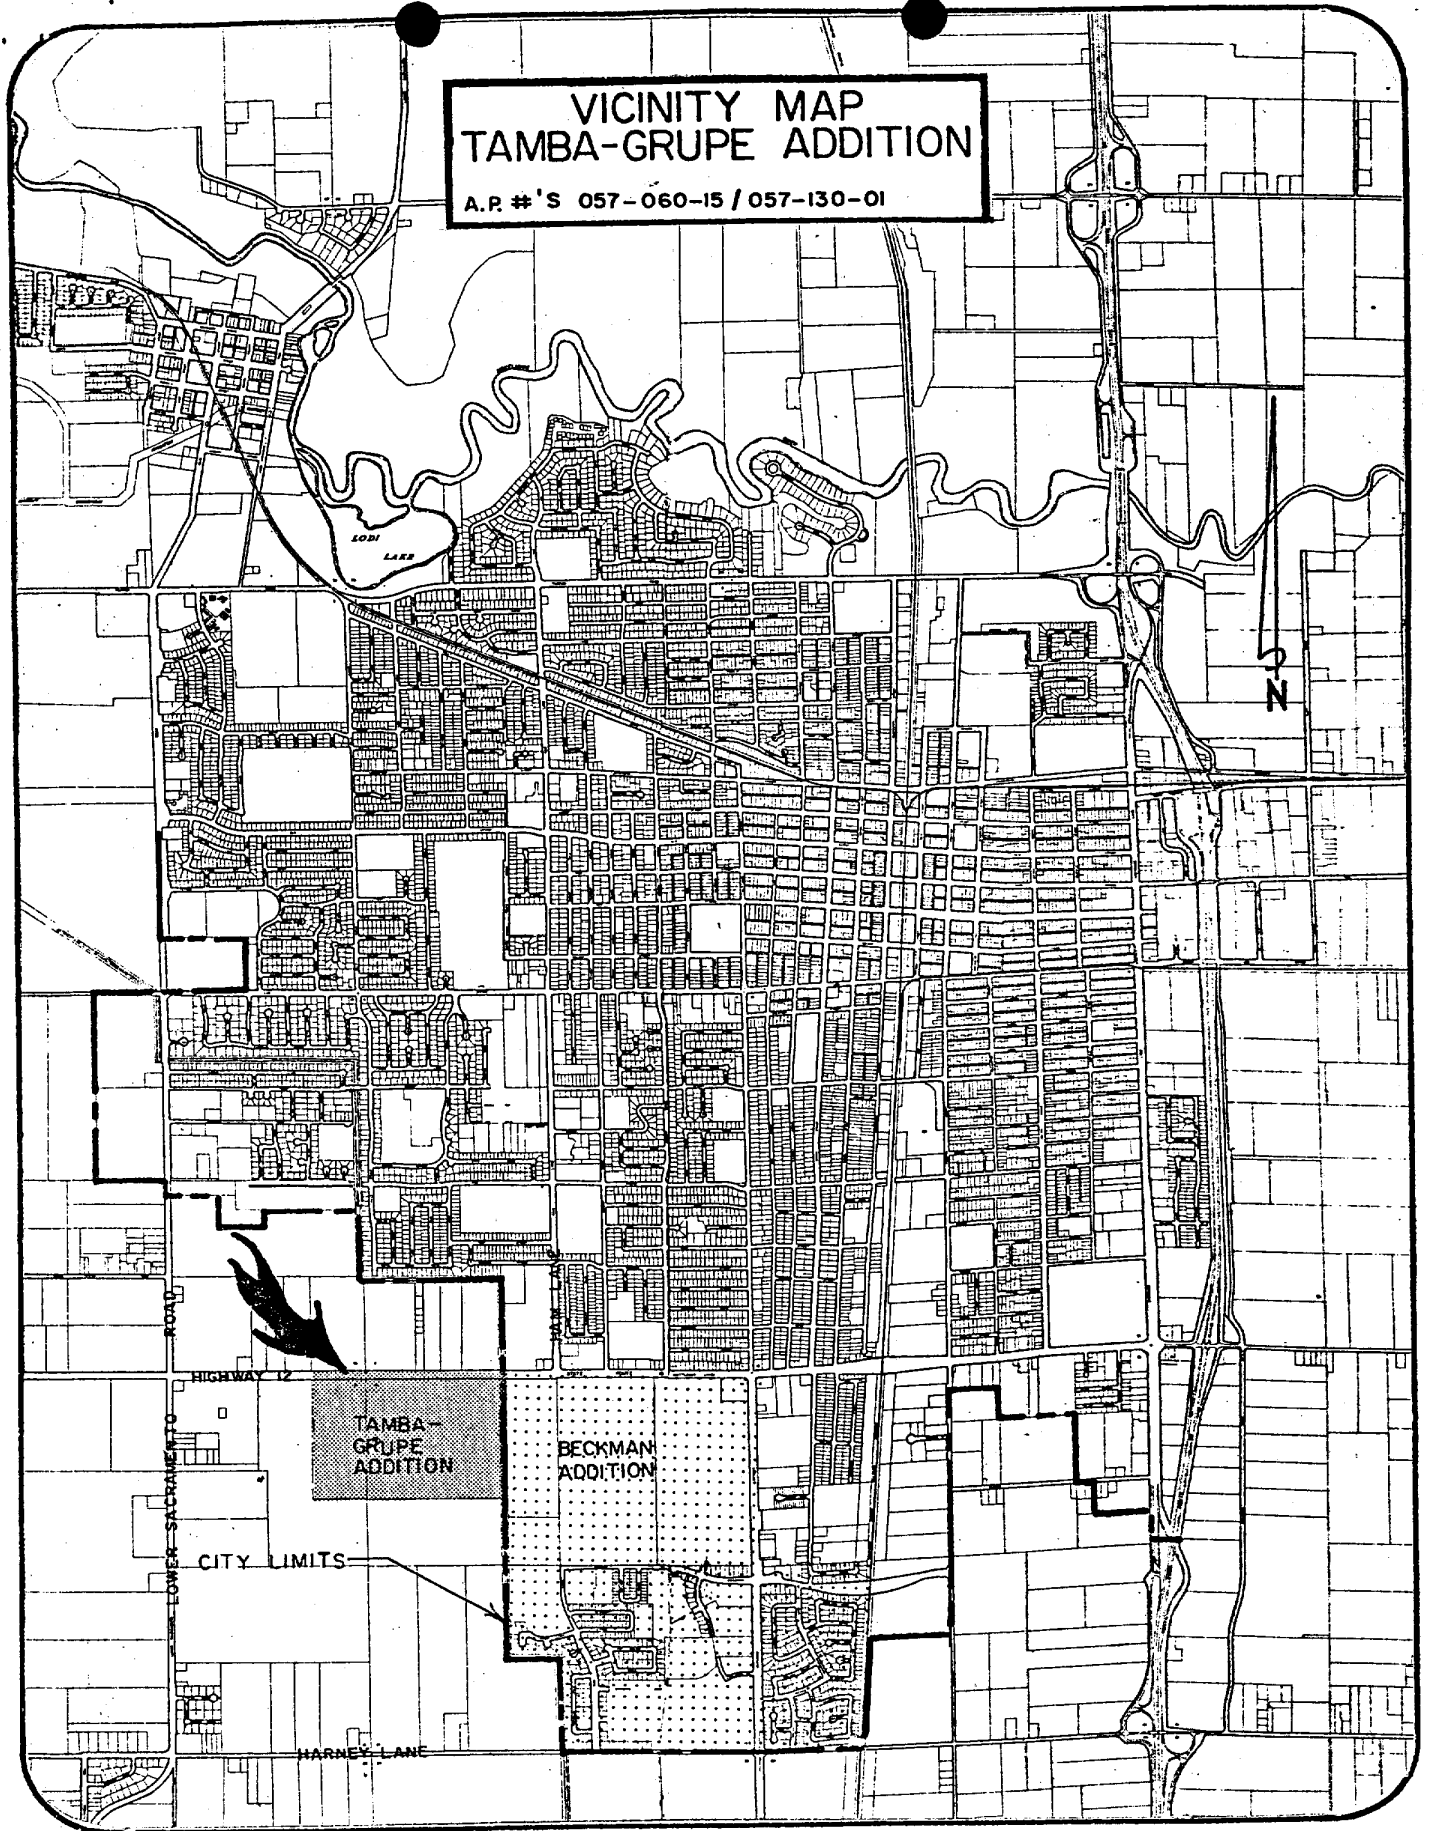 VICINITY MAP
TAMBA-GRUPE ADDITION
A.P. #'S 057-060-15 / 057-130-01
LODI
LAKE
N
HAM LANE
LOWER SACRAMENTO ROAD
HIGHWAY 12
TAMBA-
GRUPE
ADDITION
BECKMAN
ADDITION
CITY LIMITS
HARNEY LANE